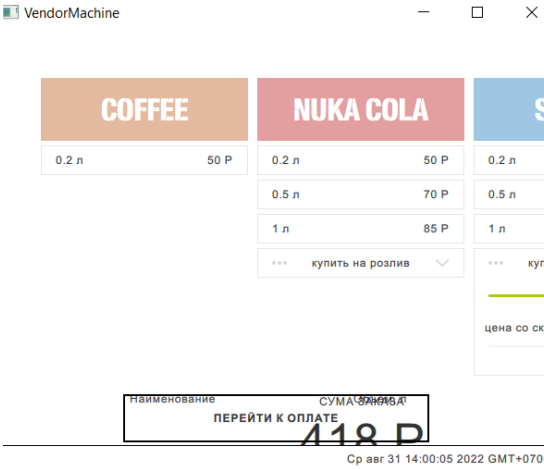 VendorMachine
COFFEE
NUKA COLA
S
0.2 л 50 Р
0.2 л 50 Р
0.2 л
0.5 л 70 Р
0.5 л
1 л 85 Р
1 л
купить на розлив
куп
цена со ск
Наименование
СУМА ЗАКАЗА
ПЕРЕЙТИ К ОПЛАТЕ
418 Р
Ср авг 31 14:00:05 2022 GMT+070